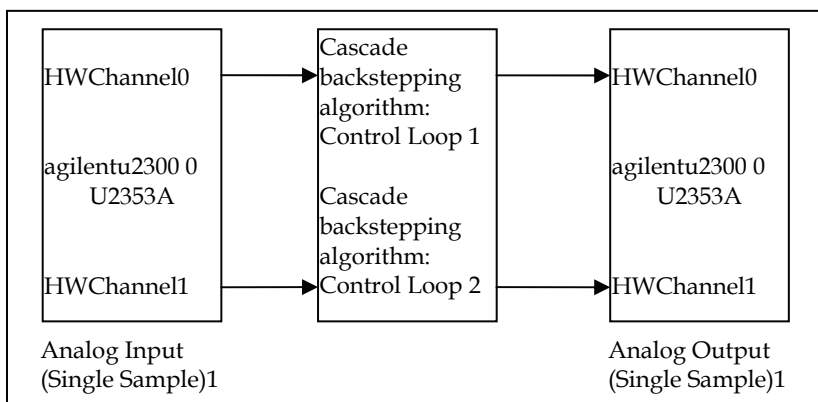 HWChannel0
agilentu2300 0
U2353A
HWChannel1
Analog Input
(Single Sample)1
Cascade
backstepping
algorithm:
Control Loop 1
Cascade
backstepping
algorithm:
Control Loop 2
HWChannel0
agilentu2300 0
U2353A
HWChannel1
Analog Output
(Single Sample)1